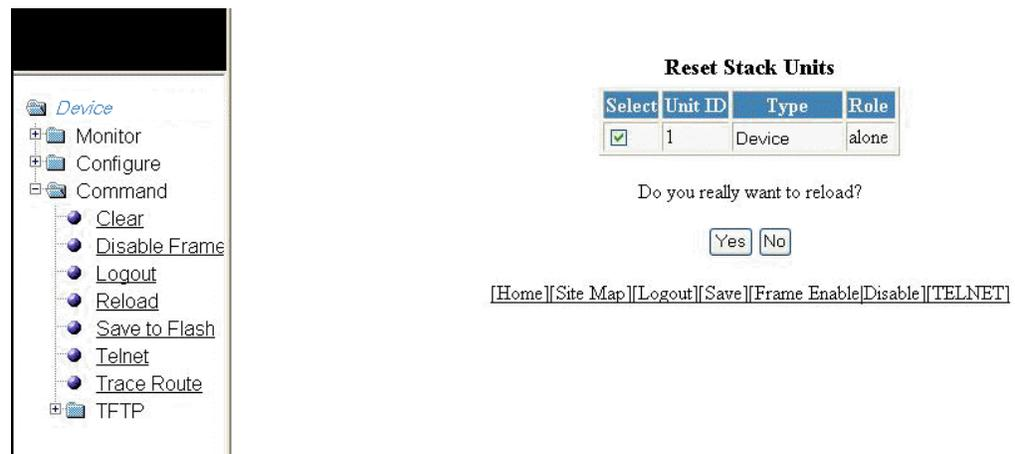 Device
Monitor
Configure
Command
Clear
Disable Frame
Logout
Reload
Save to Flash
Telnet
Trace Route
TFTP
Reset Stack Units
Select Unit ID Type Role
1 Device alone
Do you really want to reload?
Yes No
[Home][Site Map][Logout][Save][Frame Enable|Disable][TELNET]